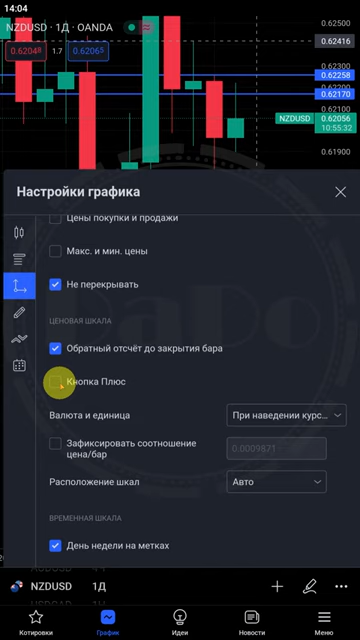 14:04
NZDUSD · 1Д · OANDA
0.62048 1.7 0.62065
0.62500
0.62416
0.62300
0.62258
0.62200
0.62170
NZDUSD 0.62056
10:55:32
0.61900
Настройки графика
Цены покупки и продажи
Макс. и мин. цены
Не перекрывать
ЦЕНОВАЯ ШКАЛА
Обратный отсчёт до закрытия бара
Кнопка Плюс
Валюта и единица При наведении курс...
Зафиксировать соотношение
цена/бар
0.0009871
Расположение шкал Авто
ВРЕМЕННАЯ ШКАЛА
День недели на метках
NZDUSD 1Д
Котировки График Идеи Новости Меню